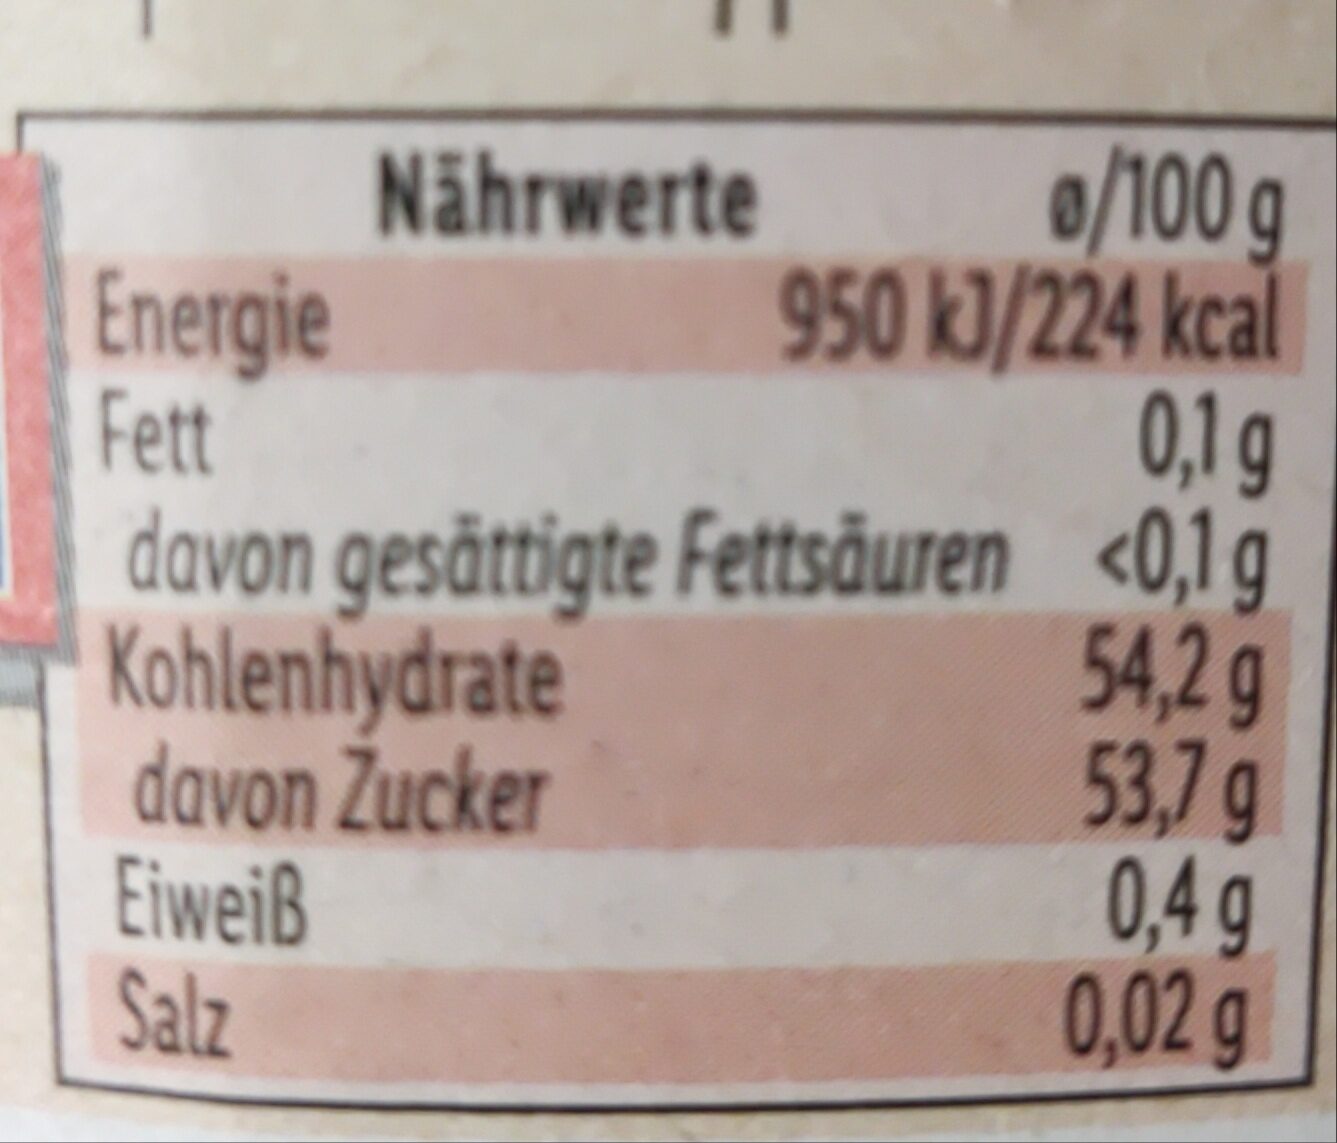 Nährwerte ø/100 g
Energie 950 kJ/224 kcal
Fett 0,1 g
davon gesättigte Fettsäuren <0,1 g
Kohlenhydrate 54,2 g
davon Zucker 53,7 g
Eiweiß 0,4 g
Salz 0,02 g